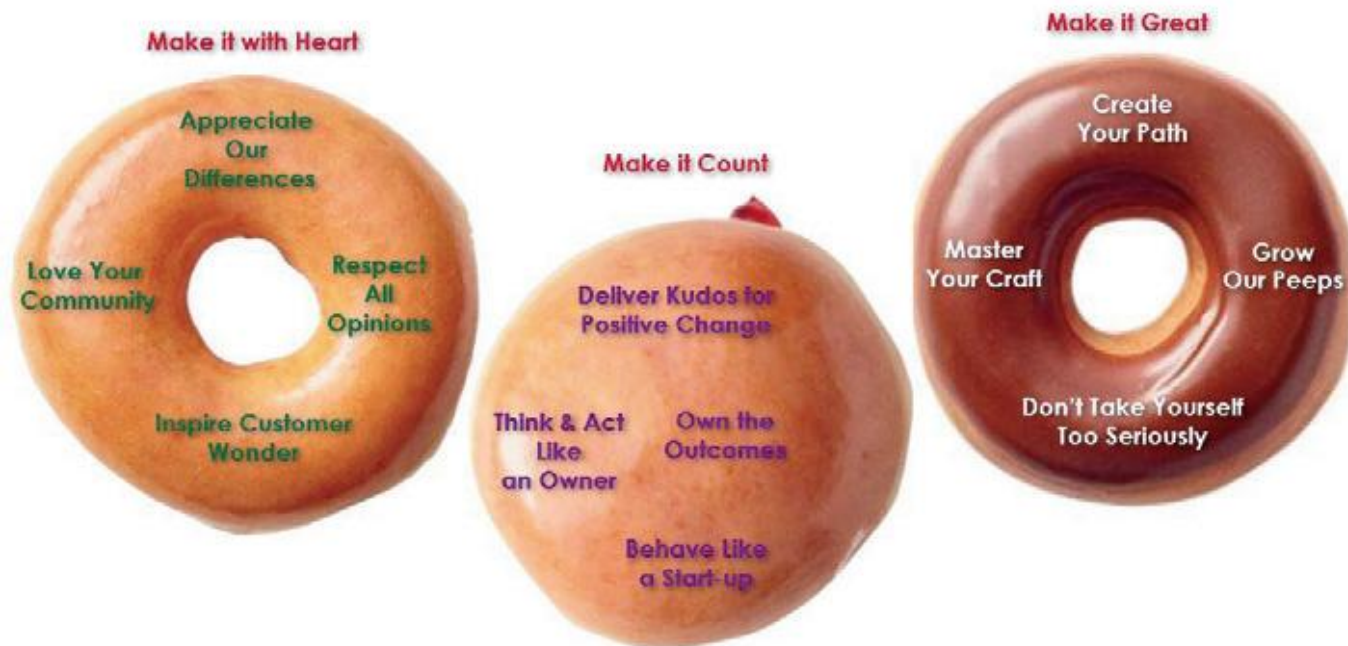 Make it with Heart
Appreciate
Our
Differences
Love Your
Community
Respect
All
Opinions
Inspire Customer
Wonder
Make it Count
Deliver Kudos for
Positive Change
Think & Act
Like
an Owner
Own the
Outcomes
Behave Like
a Start-up
Make it Great
Create
Your Path
Master
Your Craft
Grow
Our Peeps
Don't Take Yourself
Too Seriously